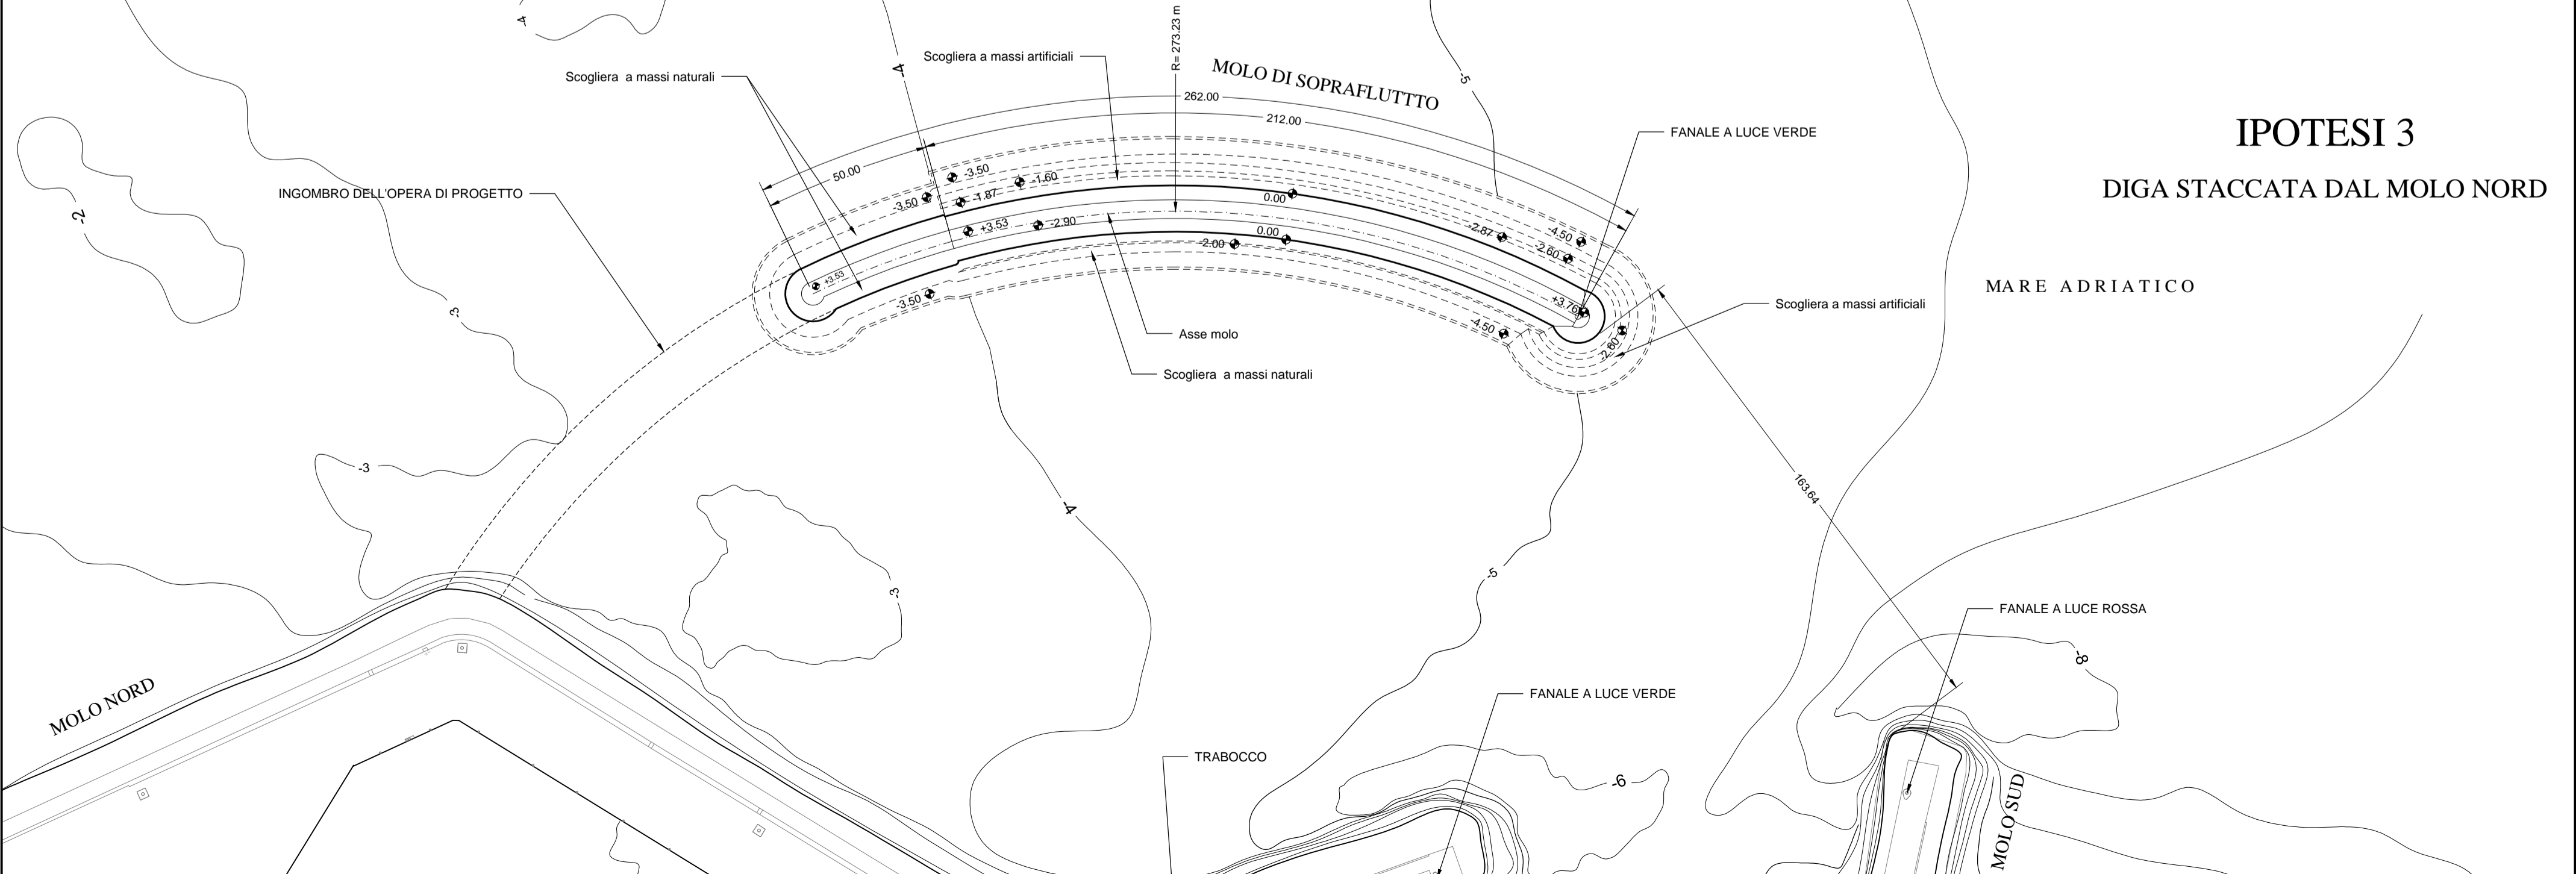 -4
R= 273.23 m
Scogliera a massi artificiali
Scogliera  a massi naturali
-4
MOLO DI SOPRAFLUTTTO
-5
262.00
212.00
FANALE A LUCE VERDE
IPOTESI 3
DIGA STACCATA DAL MOLO NORD
50.00
-3.50
-1.60
INGOMBRO DELL'OPERA DI PROGETTO
-3.50
-1.87
0.00
-2
+3.53
-2.90
0.00
-2.00
-2.87
-4.50
-2.60
+3.53
MARE ADRIATICO
-3.50
+3.76
Scogliera a massi artificiali
-3
Asse molo
-4.50
-2.60
Scogliera  a massi naturali
-3
163.64
-4
-5
-3
FANALE A LUCE ROSSA
-8
MOLO NORD
FANALE A LUCE VERDE
TRABOCCO
-6
MOLO SUD